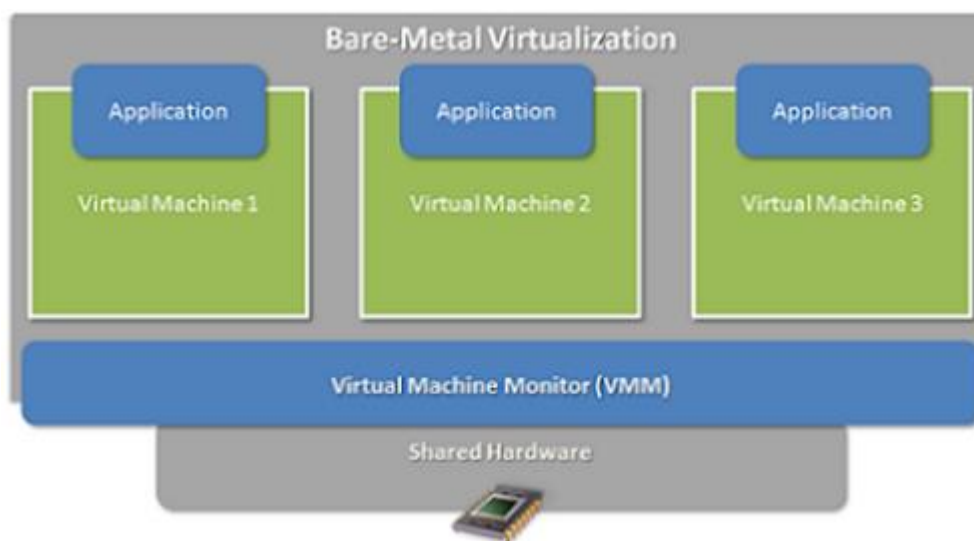 Bare-Metal Virtualization
Application
Application
Application
Virtual Machine 1
Virtual Machine 2
Virtual Machine 3
Virtual Machine Monitor (VMM)
Shared Hardware